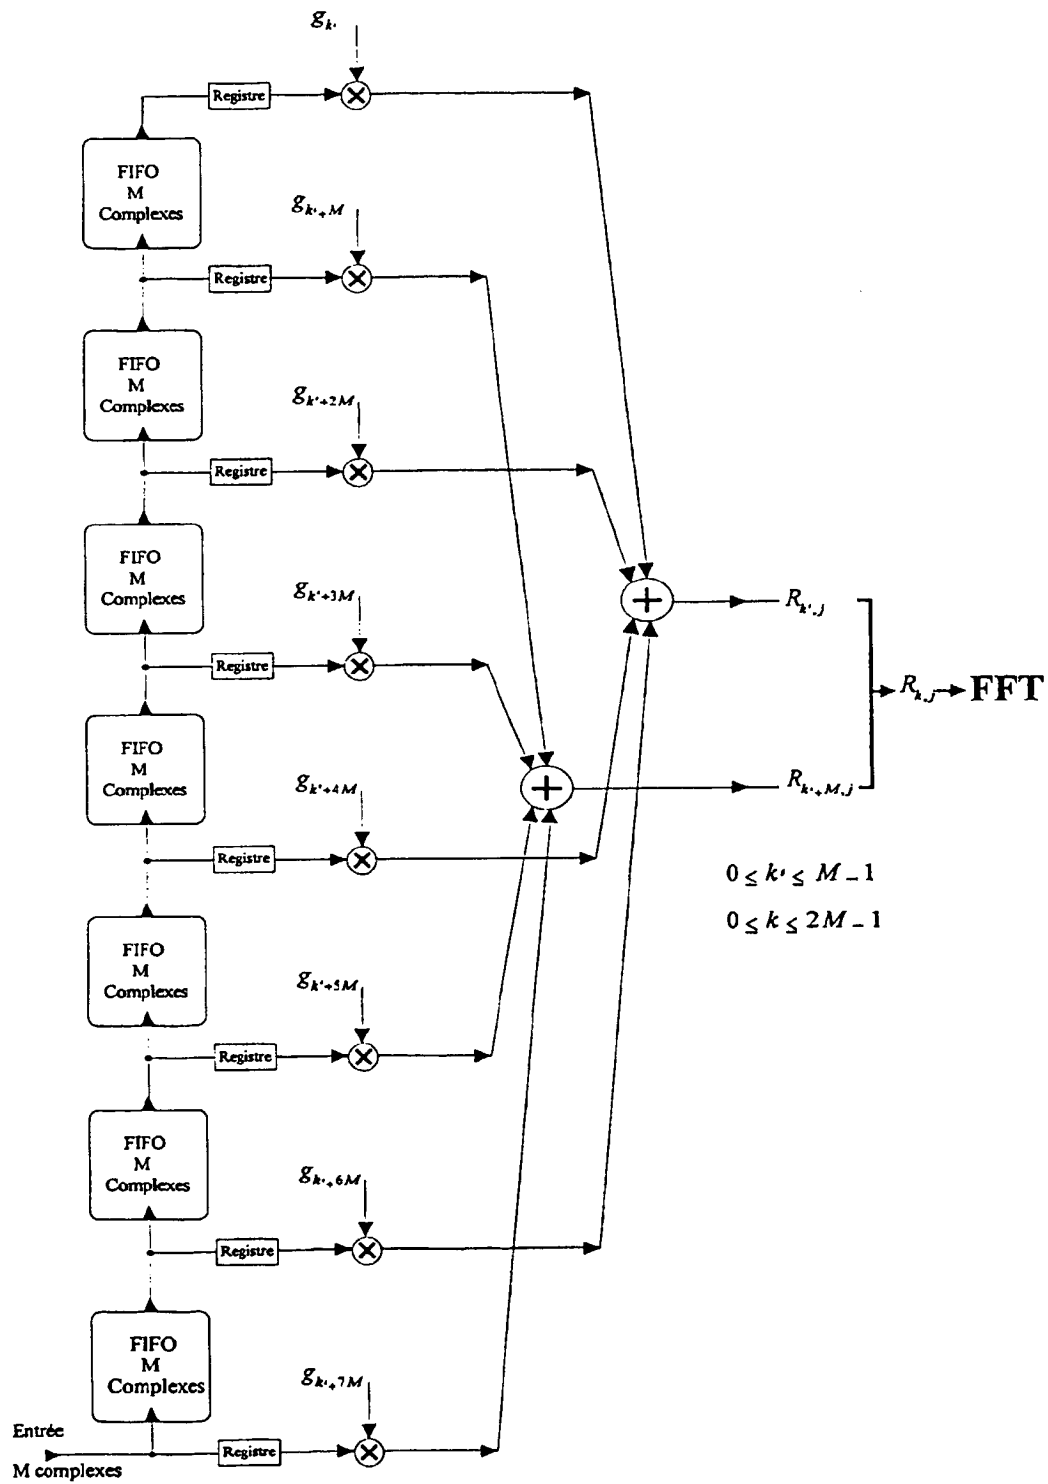 g_{k'}
Registre
FIFO
M
Complexes
g_{k'+M}
Registre
FIFO
M
Complexes
g_{k'+2M}
Registre
FIFO
M
Complexes
g_{k'+3M}
Registre
FIFO
M
Complexes
g_{k'+4M}
Registre
FIFO
M
Complexes
g_{k'+5M}
Registre
FIFO
M
Complexes
g_{k'+6M}
Registre
FIFO
M
Complexes
g_{k'+7M}
Registre
Entrée
M complexes
R_{k',j}
R_{k,j}
FFT
R_{k'+M,j}
0 ≤ k' ≤ M - 1
0 ≤ k ≤ 2M - 1